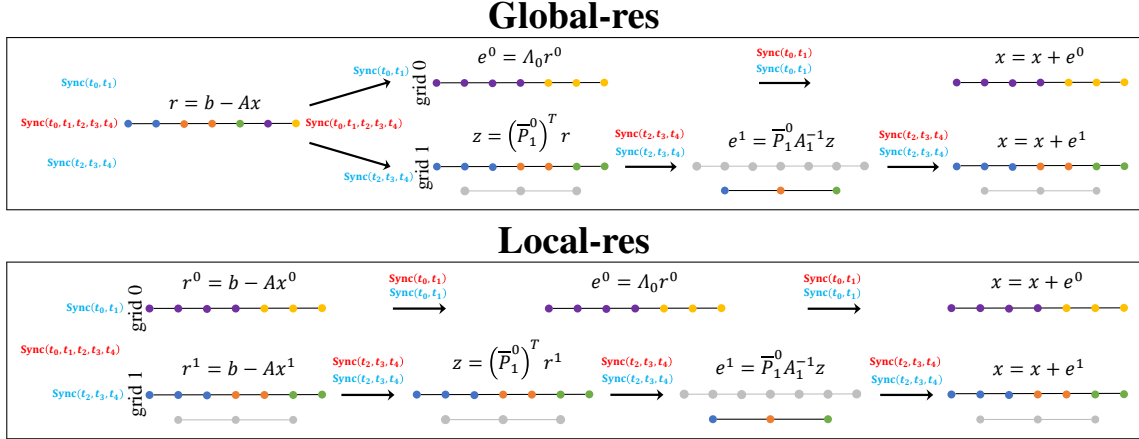 Global-res
Sync(t₀, t₁)
Sync(t₀, t₁, t₂, t₃, t₄)
Sync(t₂, t₃, t₄)
r = b − Ax
Sync(t₀, t₁)
Sync(t₀, t₁, t₂, t₃, t₄)
Sync(t₂, t₃, t₄)
grid 0
e⁰ = Λ₀r⁰
Sync(t₀, t₁)
Sync(t₀, t₁)
x = x + e⁰
grid 1
z = (P̅₁⁰)ᵀ r
Sync(t₂, t₃, t₄)
Sync(t₂, t₃, t₄)
e¹ = P̅₁⁰A₁⁻¹z
Sync(t₂, t₃, t₄)
Sync(t₂, t₃, t₄)
x = x + e¹
Local-res
Sync(t₀, t₁)
Sync(t₀, t₁, t₂, t₃, t₄)
Sync(t₂, t₃, t₄)
grid 0
r⁰ = b − Ax⁰
Sync(t₀, t₁)
Sync(t₀, t₁)
e⁰ = Λ₀r⁰
Sync(t₀, t₁)
Sync(t₀, t₁)
x = x + e⁰
grid 1
r¹ = b − Ax¹
Sync(t₂, t₃, t₄)
Sync(t₂, t₃, t₄)
z = (P̅₁⁰)ᵀ r¹
Sync(t₂, t₃, t₄)
Sync(t₂, t₃, t₄)
e¹ = P̅₁⁰A₁⁻¹z
Sync(t₂, t₃, t₄)
Sync(t₂, t₃, t₄)
x = x + e¹